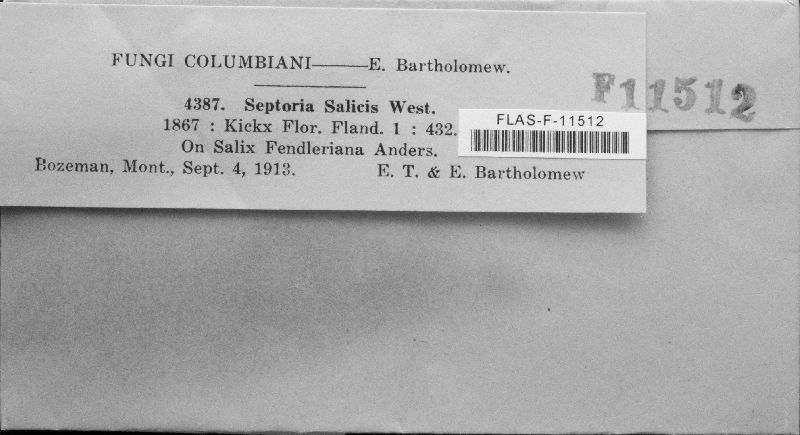 FUNGI COLUMBIANI——E. Bartholomew.
4387. Septoria Salicis West.
1867 : Kickx Flor. Fland. 1 : 432.
On Salix Fendleriana Anders.
Bozeman, Mont., Sept. 4, 1913. E. T. & E. Bartholomew
FLAS-F-11512
F11512